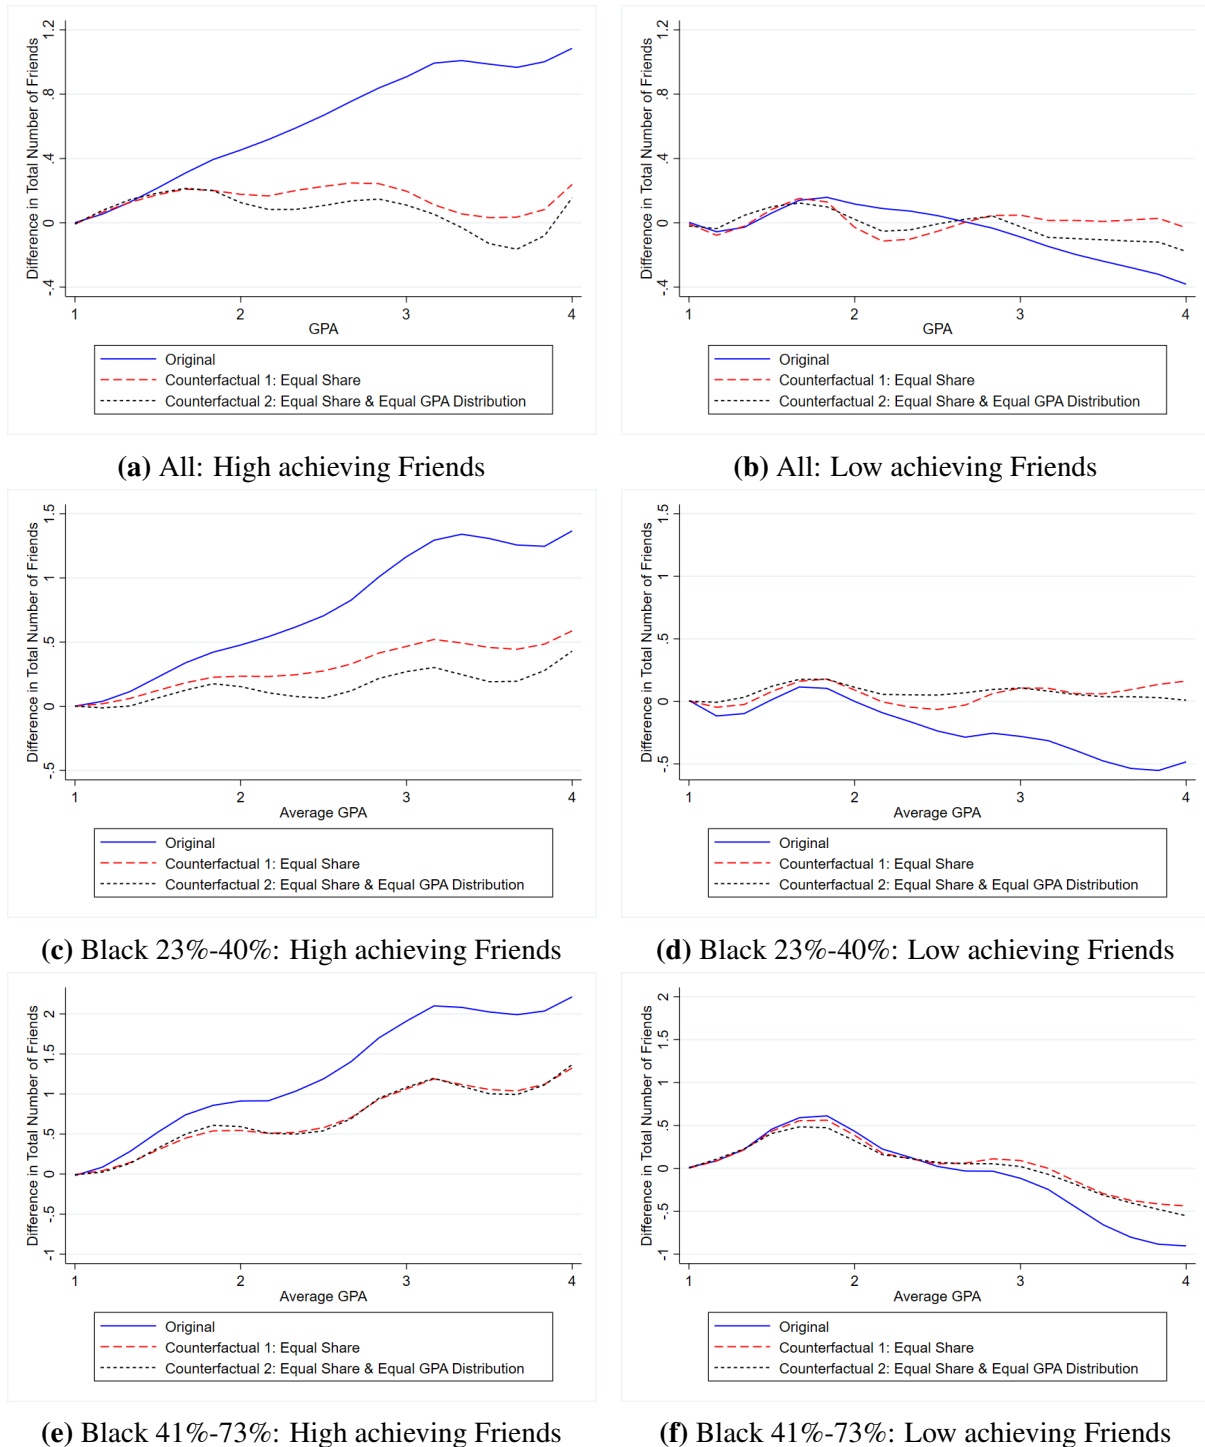 Difference in Total Number of Friends
1.2
.8
.4
0
-.4
1
2
3
4
GPA
Original
Counterfactual 1: Equal Share
Counterfactual 2: Equal Share & Equal GPA Distribution
(a) All: High achieving Friends
Difference in Total Number of Friends
1.2
.8
.4
0
-.4
1
2
3
4
GPA
Original
Counterfactual 1: Equal Share
Counterfactual 2: Equal Share & Equal GPA Distribution
(b) All: Low achieving Friends
Difference in Total Number of Friends
1.5
1
.5
0
-.5
1
2
3
4
Average GPA
Original
Counterfactual 1: Equal Share
Counterfactual 2: Equal Share & Equal GPA Distribution
(c) Black 23%-40%: High achieving Friends
Difference in Total Number of Friends
1.5
1
.5
0
-.5
1
2
3
4
Average GPA
Original
Counterfactual 1: Equal Share
Counterfactual 2: Equal Share & Equal GPA Distribution
(d) Black 23%-40%: Low achieving Friends
Difference in Total Number of Friends
2
1.5
1
.5
0
-.5
-1
1
2
3
4
Average GPA
Original
Counterfactual 1: Equal Share
Counterfactual 2: Equal Share & Equal GPA Distribution
(e) Black 41%-73%: High achieving Friends
Difference in Total Number of Friends
2
1.5
1
.5
0
-.5
-1
1
2
3
4
Average GPA
Original
Counterfactual 1: Equal Share
Counterfactual 2: Equal Share & Equal GPA Distribution
(f) Black 41%-73%: Low achieving Friends